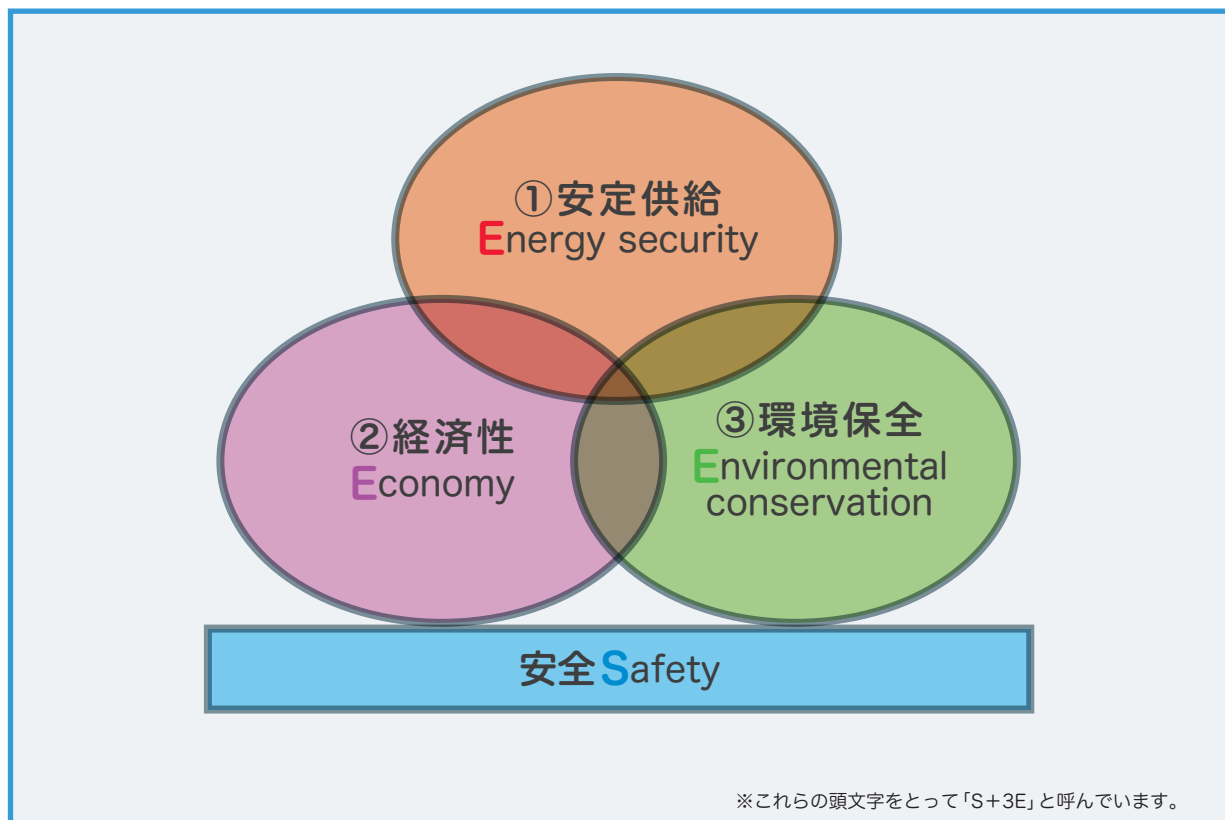 ①安定供給
Energy security
②経済性
Economy
③環境保全
Environmental
conservation
安全Safety
※これらの頭文字をとって「S+3E」と呼んでいます。